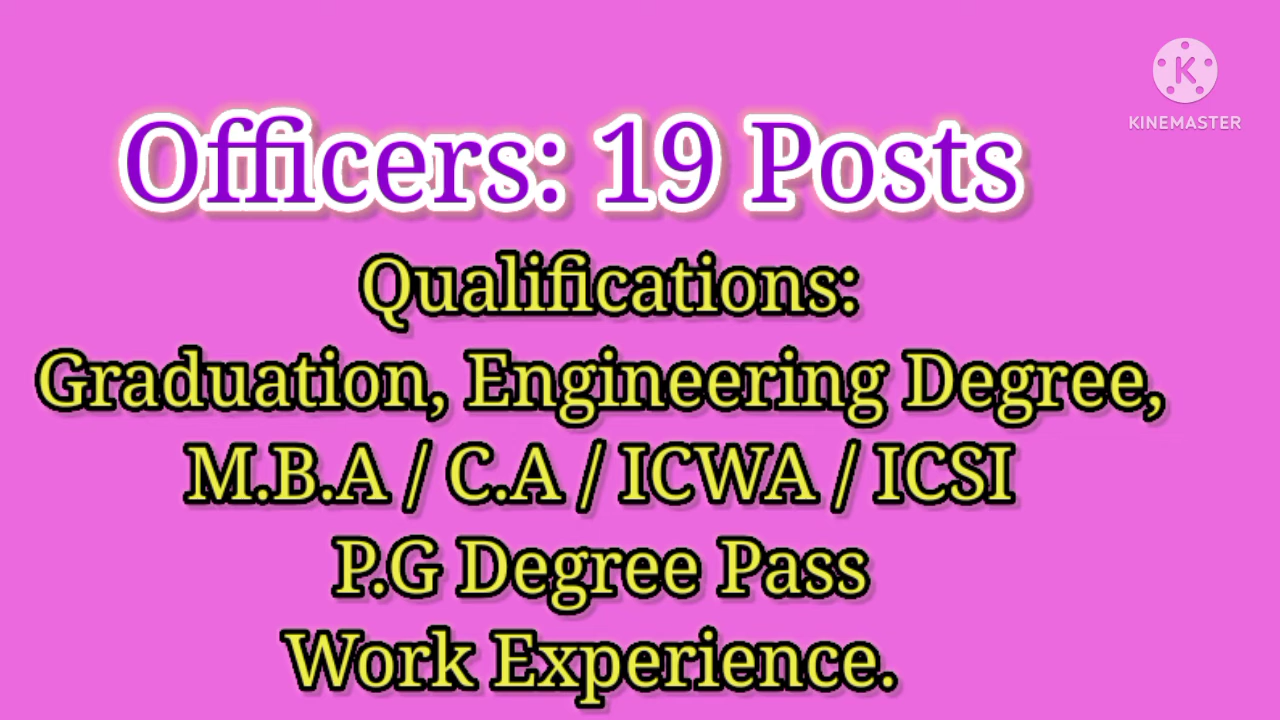 KINEMASTER
Officers: 19 Posts
Qualifications:
Graduation, Engineering Degree,
M.B.A / C.A / ICWA / ICSI
P.G Degree Pass
Work Experience.